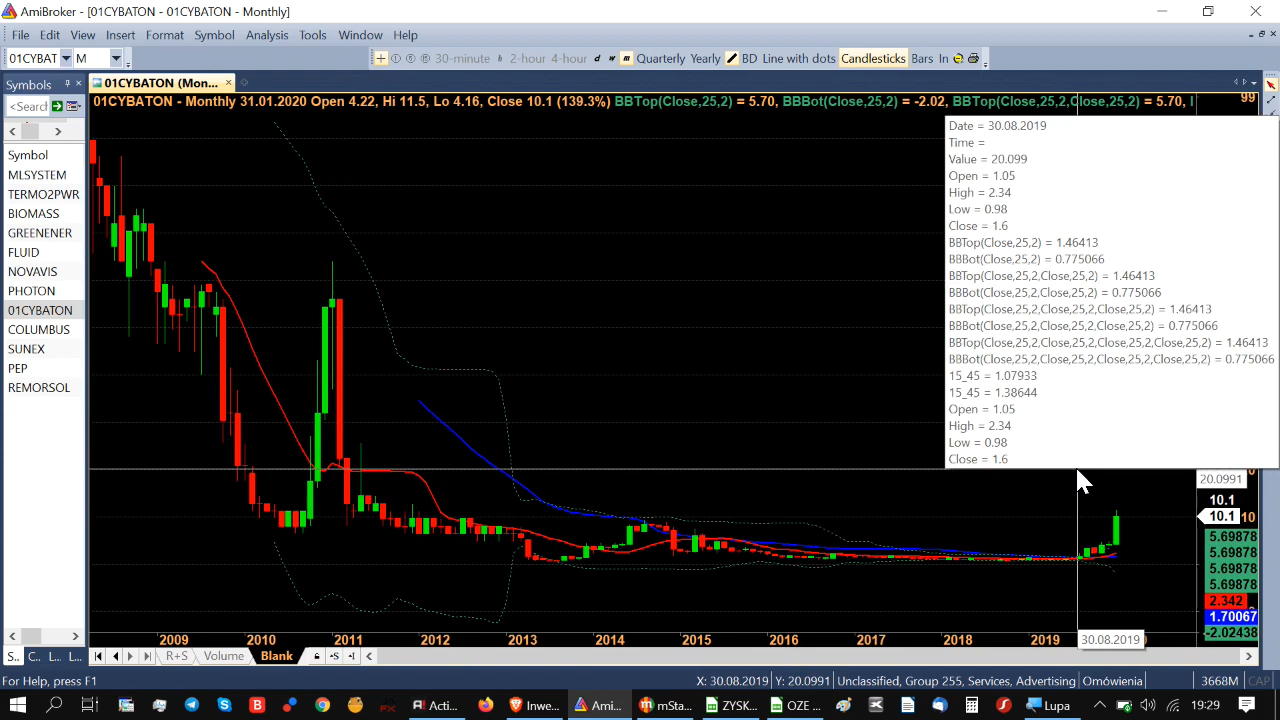 AmiBroker - [01CYBATON - 01CYBATON - Monthly]
File Edit View Insert Format Symbol Analysis Tools Window Help
01CYBAT M 30-minute h 2-hour 4-hour d w m Quarterly Yearly BD Line with dots Candlesticks Bars In
Symbols
01CYBATON (Mon...
<Searc
01CYBATON - Monthly 31.01.2020 Open 4.22, Hi 11.5, Lo 4.16, Close 10.1 (139.3%) BBTop(Close,25,2) = 5.70, BBBot(Close,25,2) = -2.02, BBTop(Close,25,2,Close,25,2) = 5.70,
99
Symbol
MLSYSTEM
TERMO2PWR
BIOMASS
GREENENER
FLUID
NOVAVIS
PHOTON
01CYBATON
COLUMBUS
SUNEX
PEP
REMORSOL
Date = 30.08.2019
Time =
Value = 20.099
Open = 1.05
High = 2.34
Low = 0.98
Close = 1.6
BBTop(Close,25,2) = 1.46413
BBBot(Close,25,2) = 0.775066
BBTop(Close,25,2,Close,25,2) = 1.46413
BBBot(Close,25,2,Close,25,2) = 0.775066
BBTop(Close,25,2,Close,25,2,Close,25,2) = 1.46413
BBBot(Close,25,2,Close,25,2,Close,25,2) = 0.775066
BBTop(Close,25,2,Close,25,2,Close,25,2,Close,25,2) = 1.46413
BBBot(Close,25,2,Close,25,2,Close,25,2,Close,25,2) = 0.775066
15_45 = 1.07933
15_45 = 1.38644
Open = 1.05
High = 2.34
Low = 0.98
Close = 1.6
20.0991
10.1
10.1 10
5.69878
5.69878
5.69878
5.69878
2.342
1.70067
-2.02438
2009 2010 2011 2012 2013 2014 2015 2016 2017 2018 2019 30.08.2019
S.. C.. L... L... R+S Volume Blank
For Help, press F1 X: 30.08.2019 Y: 20.0991 Unclassified, Group 255, Services, Advertising Omówienia 3668M CAP
Acti... Inwe... Ami... mSta... ZYSK... OZE ... Lupa 19:29